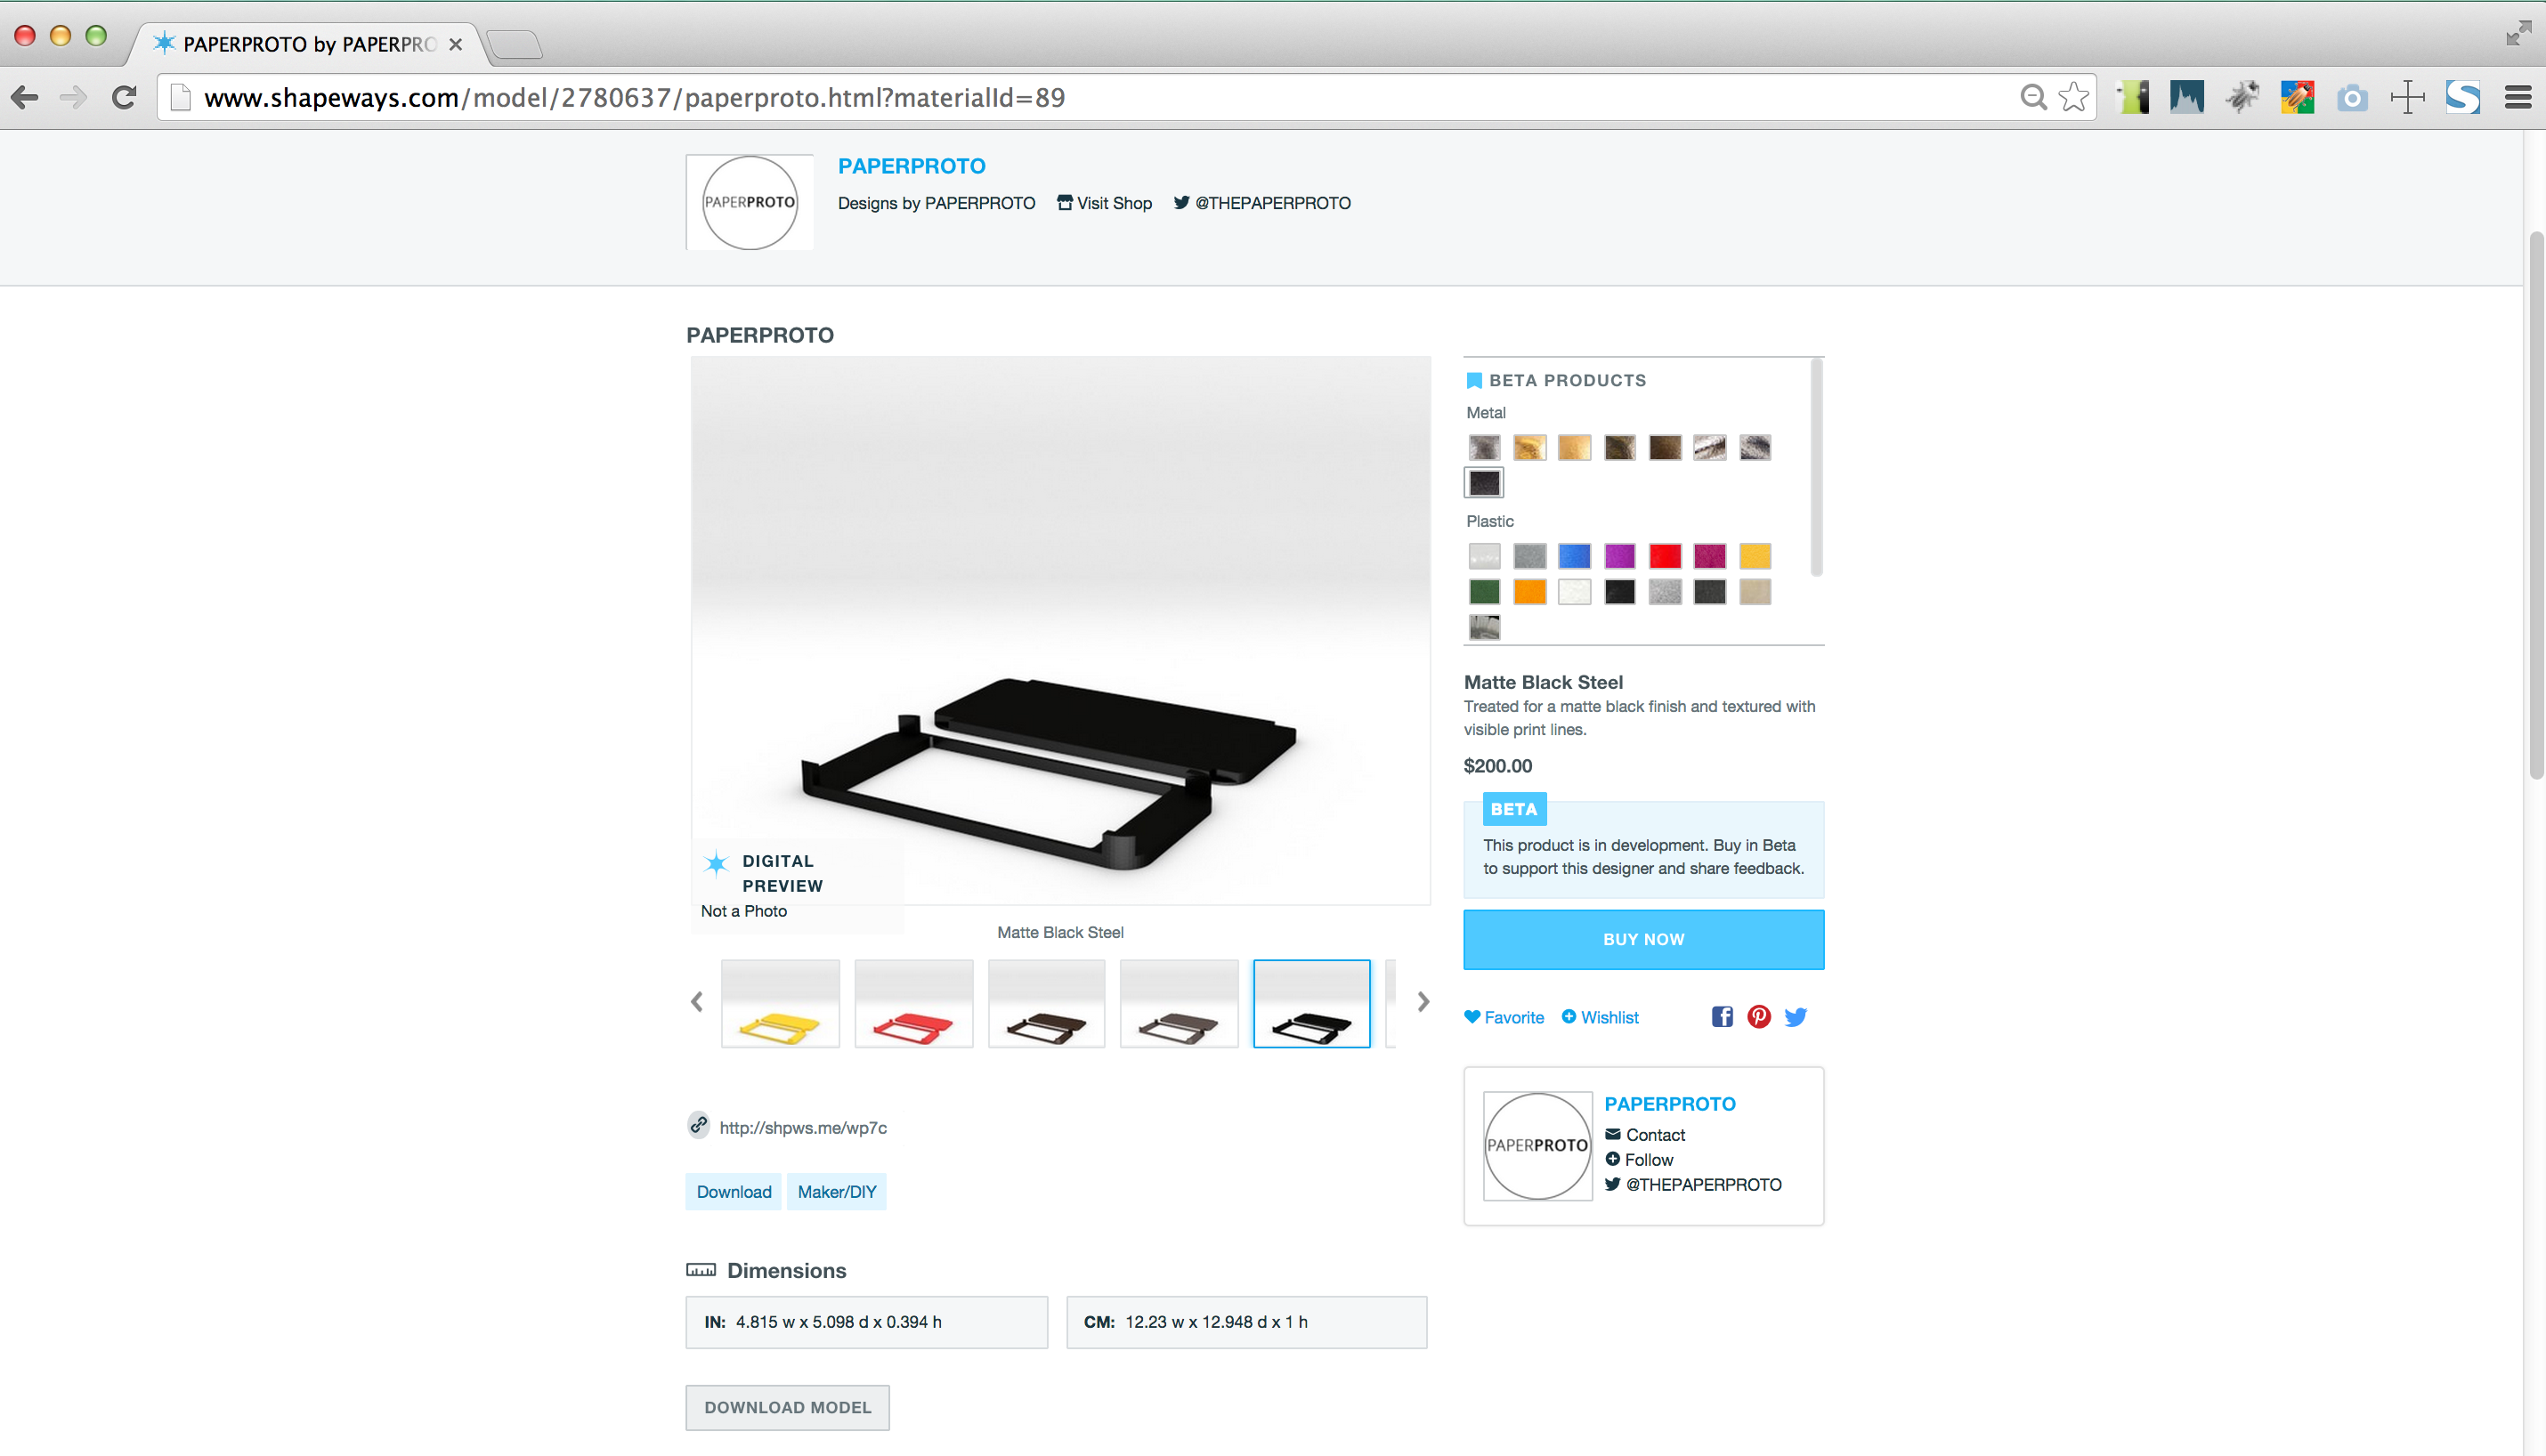 PAPERPROTO by PAPERPRO
www.shapeways.com/model/2780637/paperproto.html?materialId=89
PAPERPROTO
PAPERPROTO
Designs by PAPERPROTO Visit Shop @THEPAPERPROTO
PAPERPROTO
BETA PRODUCTS
Metal
Plastic
Matte Black Steel
Treated for a matte black finish and textured with
visible print lines.
$200.00
BETA
This product is in development. Buy in Beta
to support this designer and share feedback.
BUY NOW
DIGITAL
PREVIEW
Not a Photo
Matte Black Steel
Favorite Wishlist
PAPERPROTO
PAPERPROTO
Contact
Follow
@THEPAPERPROTO
http://shpws.me/wp7c
Download Maker/DIY
Dimensions
IN: 4.815 w x 5.098 d x 0.394 h
CM: 12.23 w x 12.948 d x 1 h
DOWNLOAD MODEL